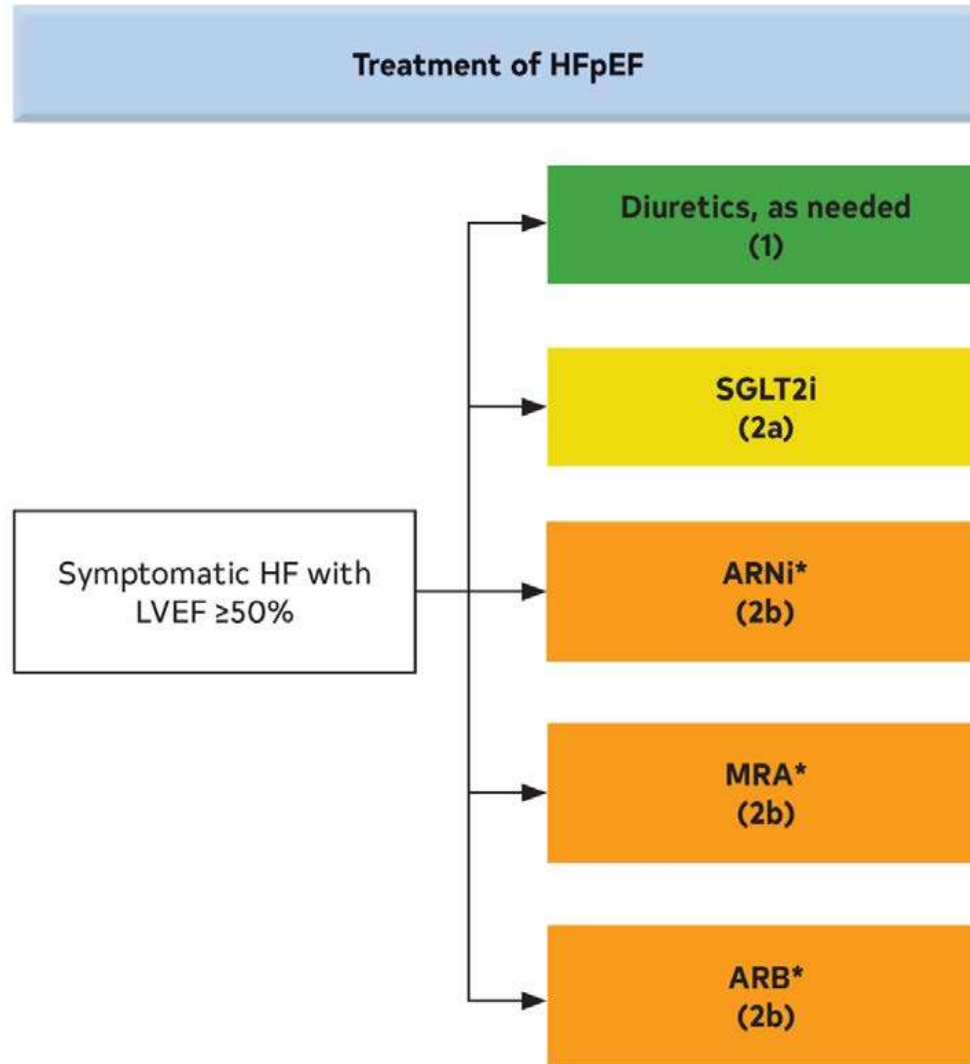 Treatment of HFpEF
Diuretics, as needed
(1)
SGLT2i
(2a)
Symptomatic HF with
LVEF ≥50%
ARNi*
(2b)
MRA*
(2b)
ARB*
(2b)